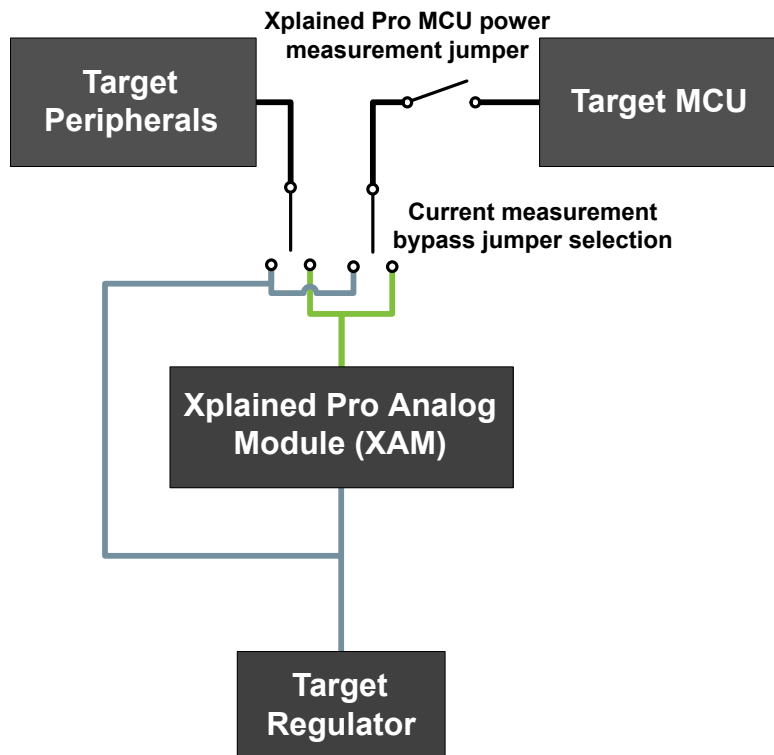 Xplained Pro MCU power
measurement jumper
Target
Peripherals
Target MCU
Current measurement
bypass jumper selection
Xplained Pro Analog
Module (XAM)
Target
Regulator